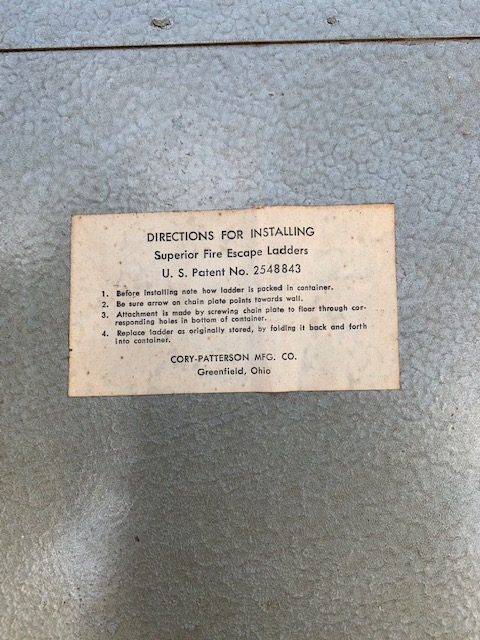 DIRECTIONS FOR INSTALLING
Superior Fire Escape Ladders
U. S. Patent No. 2548843
1. Before installing note how ladder is packed in container.
2. Be sure arrow on chain plate points towards wall.
3. Attachment is made by screwing chain plate to floor through cor-
responding holes in bottom of container.
4. Replace ladder as originally stored, by folding it back and forth
into container.
CORY-PATTERSON MFG. CO.
Greenfield, Ohio